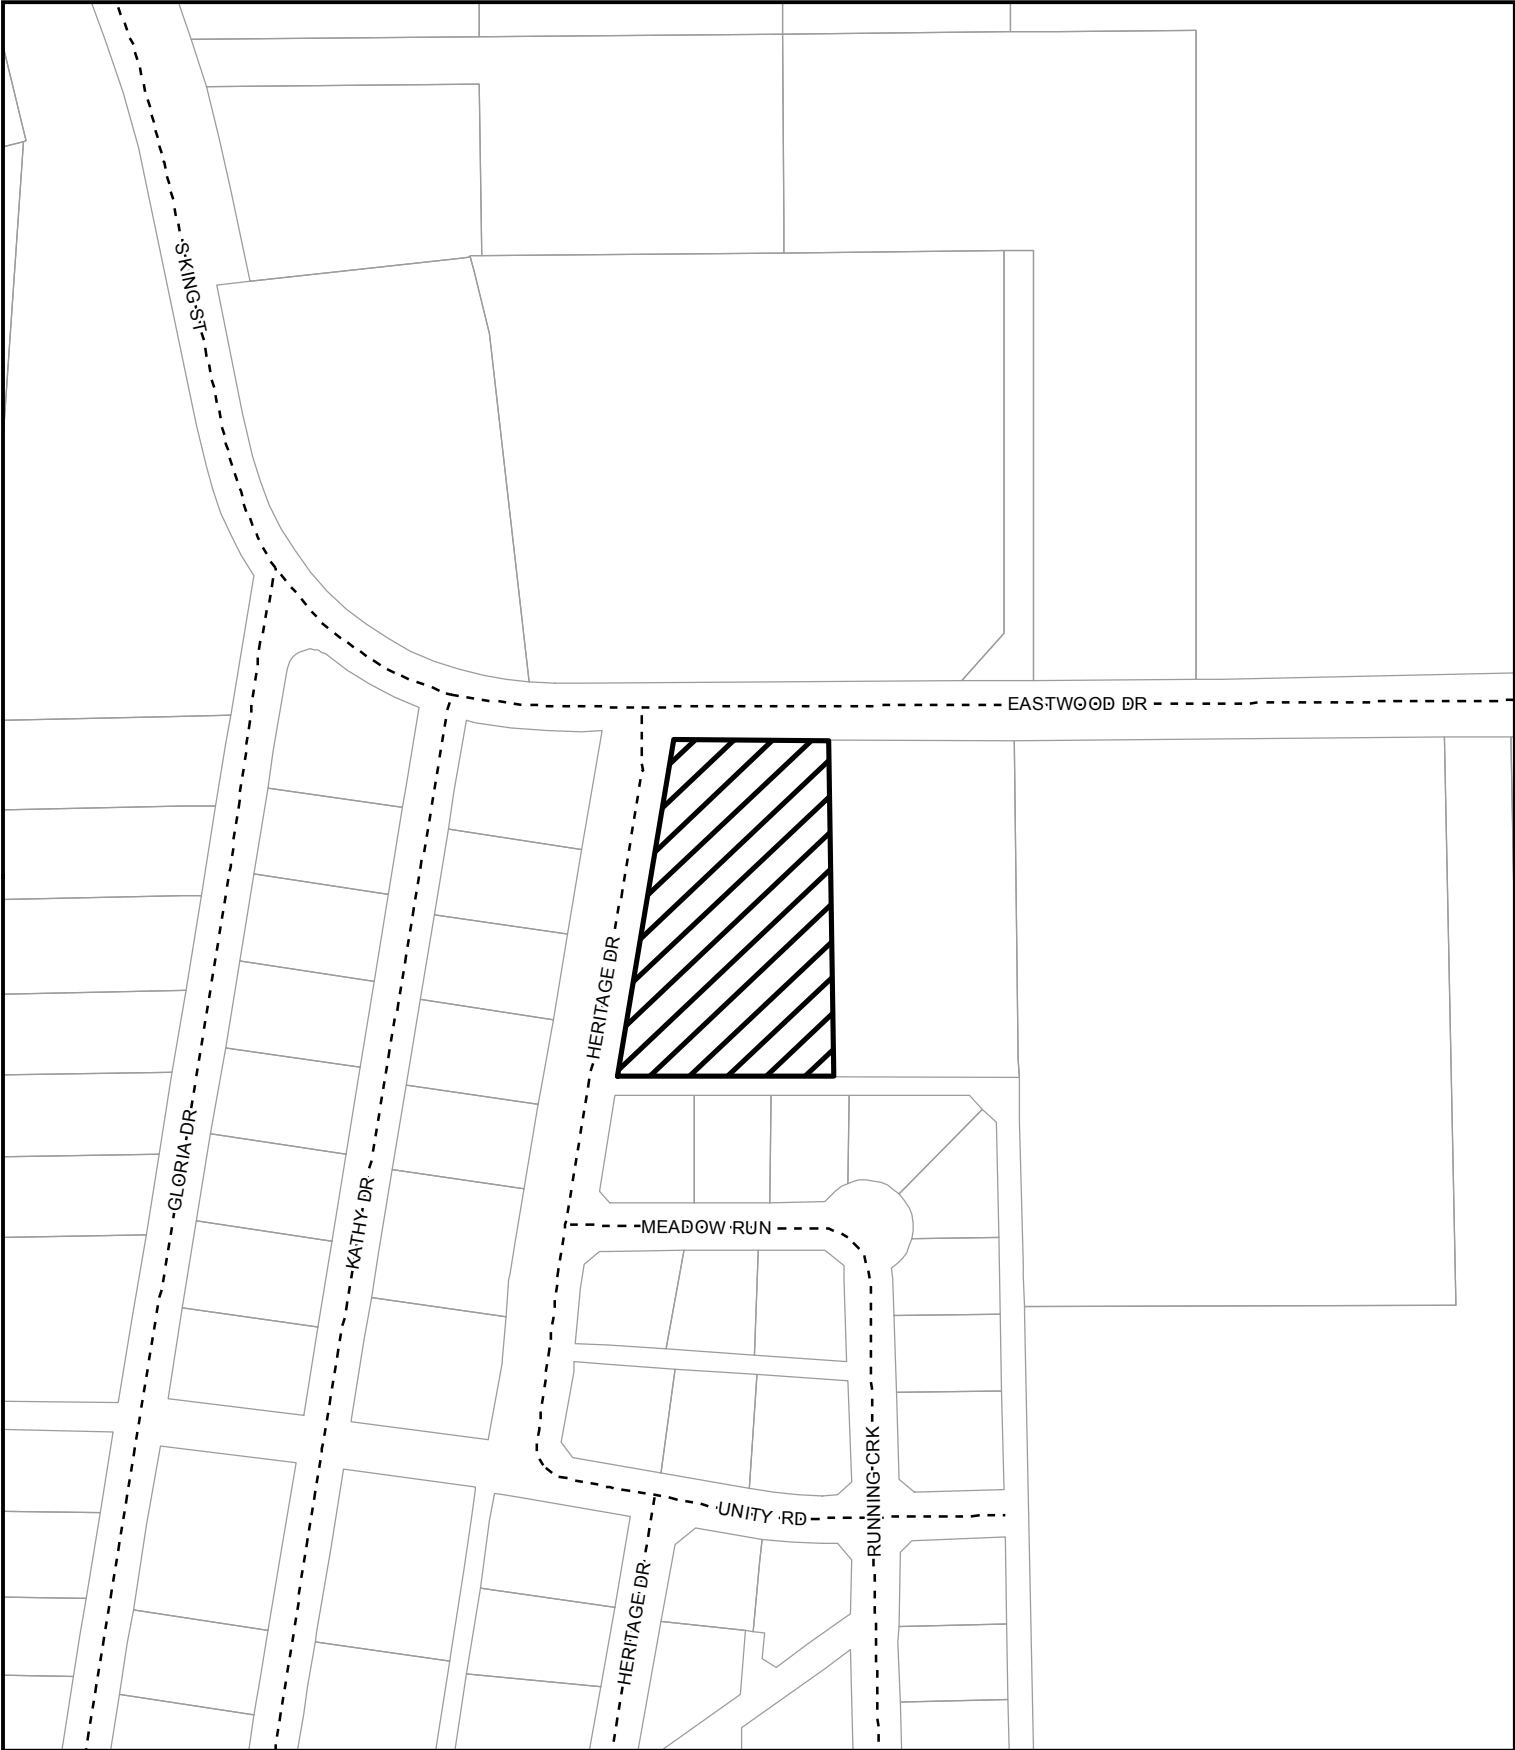 S KING ST
EASTWOOD DR
HERITAGE DR
GLORIA DR
KATHY DR
MEADOW RUN
RUNNING CRK
UNITY RD
HERITAGE DR